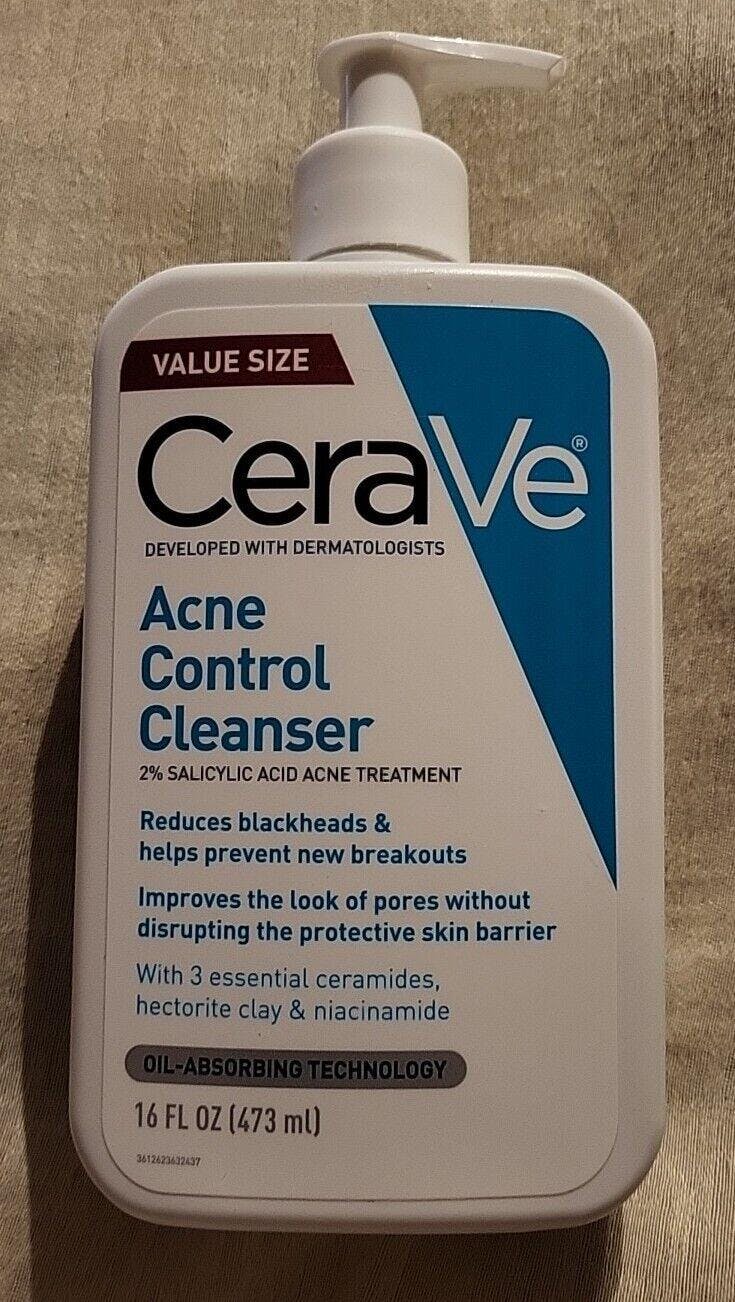 VALUE SIZE
CeraVe®
DEVELOPED WITH DERMATOLOGISTS
Acne
Control
Cleanser
2% SALICYLIC ACID ACNE TREATMENT
Reduces blackheads &
helps prevent new breakouts
Improves the look of pores without
disrupting the protective skin barrier
With 3 essential ceramides,
hectorite clay & niacinamide
OIL-ABSORBING TECHNOLOGY
16 FL OZ (473 ml)
3612623632437